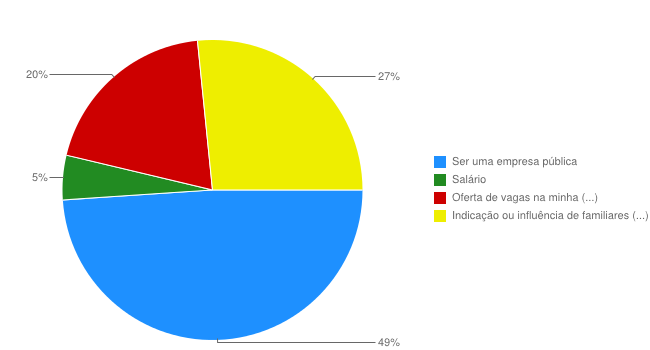 20%
27%
5%
49%
Ser uma empresa pública
Salário
Oferta de vagas na minha (...)
Indicação ou influência de familiares (...)